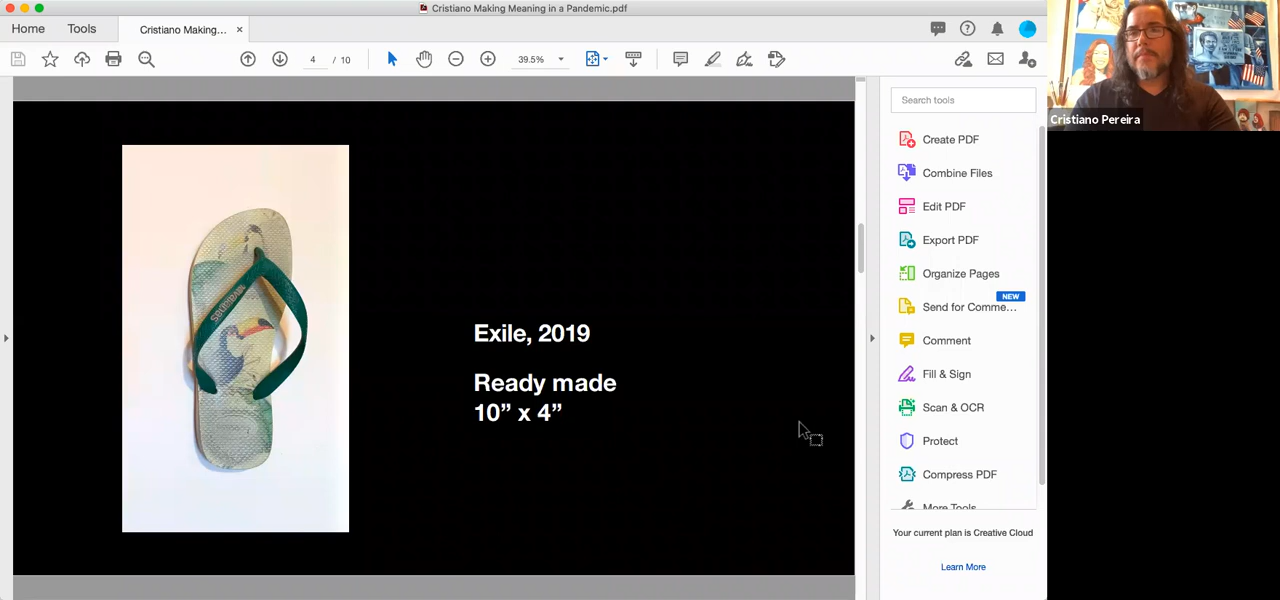 Cristiano Making Meaning in a Pandemic.pdf
Home
Tools
Cristiano Making...
4 / 10
39.5%
Exile, 2019
Ready made
10” x 4”
Search tools
Create PDF
Combine Files
Edit PDF
Export PDF
Organize Pages
NEW
Send for Comme...
Comment
Fill & Sign
Scan & OCR
Protect
Compress PDF
More Tools
Your current plan is Creative Cloud
Learn More
Cristiano Pereira